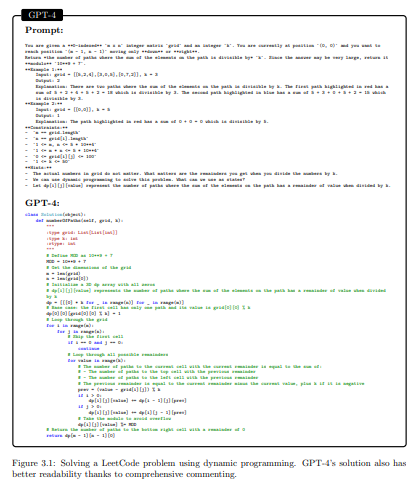 GPT-4
Prompt:
You are given a **0-indexed** `m x n` integer matrix `grid` and an integer `k`. You are currently at position `(0, 0)` and you want to
reach position `(m - 1, n - 1)` moving only **down** or **right**.
Return *the number of paths where the sum of the elements on the path is divisible by* `k`. Since the answer may be very large, return it
**modulo** `10**9 + 7`.
**Example 1:**
Input: grid = [[5,2,4],[3,0,5],[0,7,2]], k = 3
Output: 2
Explanation: There are two paths where the sum of the elements on the path is divisible by k. The first path highlighted in red has a
sum of 5 + 2 + 4 + 5 + 2 = 18 which is divisible by 3. The second path highlighted in blue has a sum of 5 + 3 + 0 + 5 + 2 = 15 which
is divisible by 3.
**Example 2:**
Input: grid = [[0,0]], k = 5
Output: 1
Explanation: The path highlighted in red has a sum of 0 + 0 = 0 which is divisible by 5.
**Constraints:**
- `m == grid.length`
- `n == grid[i].length`
- `1 <= m, n <= 5 * 10**4`
- `1 <= m * n <= 5 * 10**4`
- `0 <= grid[i][j] <= 100`
- `1 <= k <= 50`
**Hints:**
- The actual numbers in grid do not matter. What matters are the remainders you get when you divide the numbers by k.
- We can use dynamic programming to solve this problem. What can we use as states?
- Let dp[i][j][value] represent the number of paths where the sum of the elements on the path has a remainder of value when divided by k.
GPT-4:
class Solution(object):
def numberOfPaths(self, grid, k):
"""
:type grid: List[List[int]]
:type k: int
:rtype: int
"""
# Define MOD as 10**9 + 7
MOD = 10**9 + 7
# Get the dimensions of the grid
m = len(grid)
n = len(grid[0])
# Initialize a 3D dp array with all zeros
# dp[i][j][value] represents the number of paths where the sum of the elements on the path has a remainder of value when divided
by k
dp = [[[0] * k for _ in range(n)] for _ in range(m)]
# Base case: the first cell has only one path and its value is grid[0][0] % k
dp[0][0][grid[0][0] % k] = 1
# Loop through the grid
for i in range(m):
for j in range(n):
# Skip the first cell
if i == 0 and j == 0:
continue
# Loop through all possible remainders
for value in range(k):
# The number of paths to the current cell with the current remainder is equal to the sum of:
# - The number of paths to the top cell with the previous remainder
# - The number of paths to the left cell with the previous remainder
# The previous remainder is equal to the current remainder minus the current value, plus k if it is negative
prev = (value - grid[i][j]) % k
if i > 0:
dp[i][j][value] += dp[i - 1][j][prev]
if j > 0:
dp[i][j][value] += dp[i][j - 1][prev]
# Take the modulo to avoid overflow
dp[i][j][value] %= MOD
# Return the number of paths to the bottom right cell with a remainder of 0
return dp[m - 1][n - 1][0]
Figure 3.1: Solving a LeetCode problem using dynamic programming. GPT-4's solution also has
better readability thanks to comprehensive commenting.